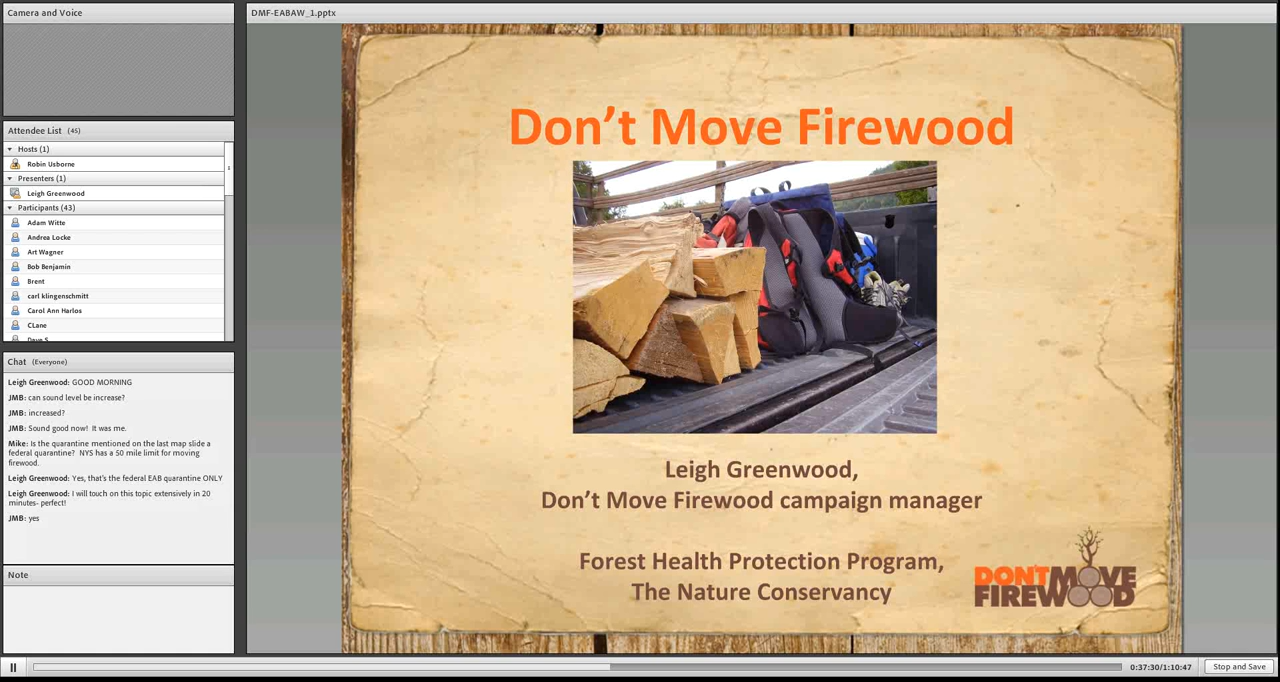 Camera and Voice
Attendee List (45)
Hosts (1)
Robin Usborne
Presenters (1)
Leigh Greenwood
Participants (43)
Adam Witte
Andrea Locke
Art Wagner
Bob Benjamin
Brent
carl klingenschmitt
Carol Ann Harlos
CLane
Dave S
Chat (Everyone)
Leigh Greenwood: GOOD MORNING
JMB: can sound level be increase?
JMB: increased?
JMB: Sound good now! It was me.
Mike: Is the quarantine mentioned on the last map slide a
federal quarantine? NYS has a 50 mile limit for moving
firewood.
Leigh Greenwood: Yes, that's the federal EAB quarantine ONLY
Leigh Greenwood: I will touch on this topic extensively in 20
minutes- perfect!
JMB: yes
Note
DMF-EABAW_1.pptx
Don’t Move Firewood
Leigh Greenwood,
Don’t Move Firewood campaign manager
Forest Health Protection Program,
The Nature Conservancy
DON'T MOVE
FIREWOOD
0:37:30/1:10:47
Stop and Save